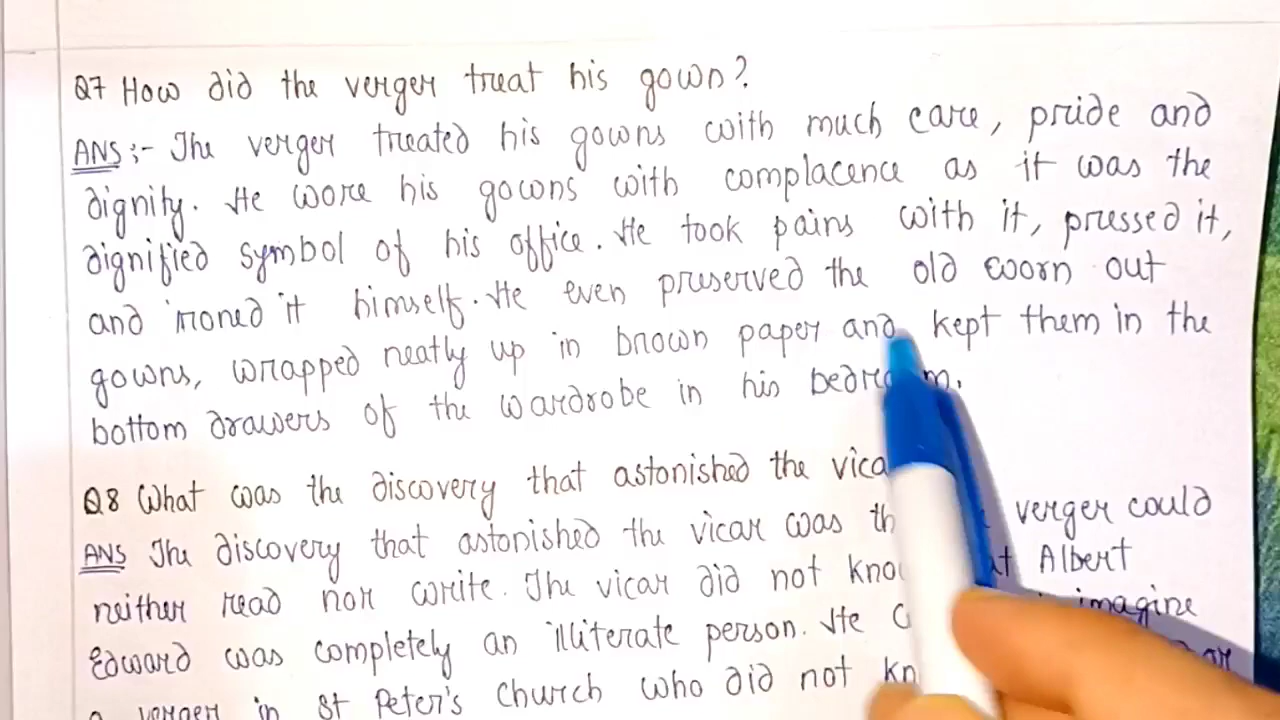 Q7 How did the verger treat his gown?
ANS :- The verger treated his gowns with much care, pride and
dignity. He wore his gowns with complacence as it was the
dignified symbol of his office. He took pains with it, pressed it,
and ironed it himself. He even preserved the old worn out
gowns, wrapped neatly up in brown paper and kept them in the
bottom drawers of the wardrobe in his bedroom.
Q8 What was the discovery that astonished the vicar
ANS The discovery that astonished the vicar was verger could
neither read nor write. The vicar did not Albert
Edward was completely an illiterate person. He imagine
verger in St Peter's Church who did not